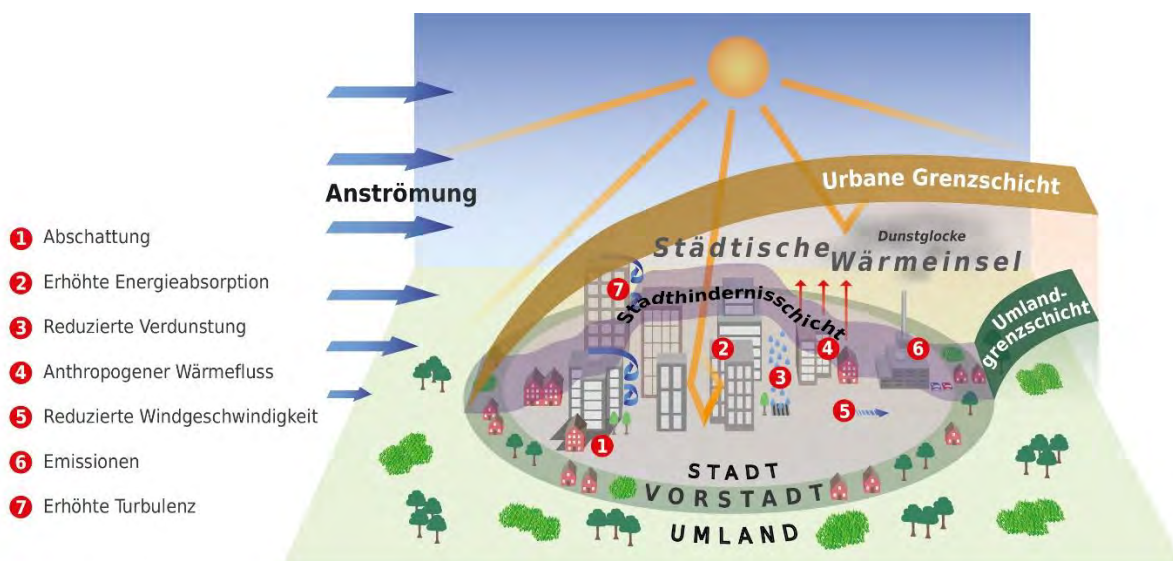 Anströmung
1 Abschattung
2 Erhöhte Energieabsorption
3 Reduzierte Verdunstung
4 Anthropogener Wärmefluss
5 Reduzierte Windgeschwindigkeit
6 Emissionen
7 Erhöhte Turbulenz
Urbane Grenzschicht
Städtische
Dunstglocke
Wärmeinsel
Stadthindernisschicht
Umland-
grenzschicht
7
2
4
6
3
5
1
STADT
VORSTADT
UMLAND